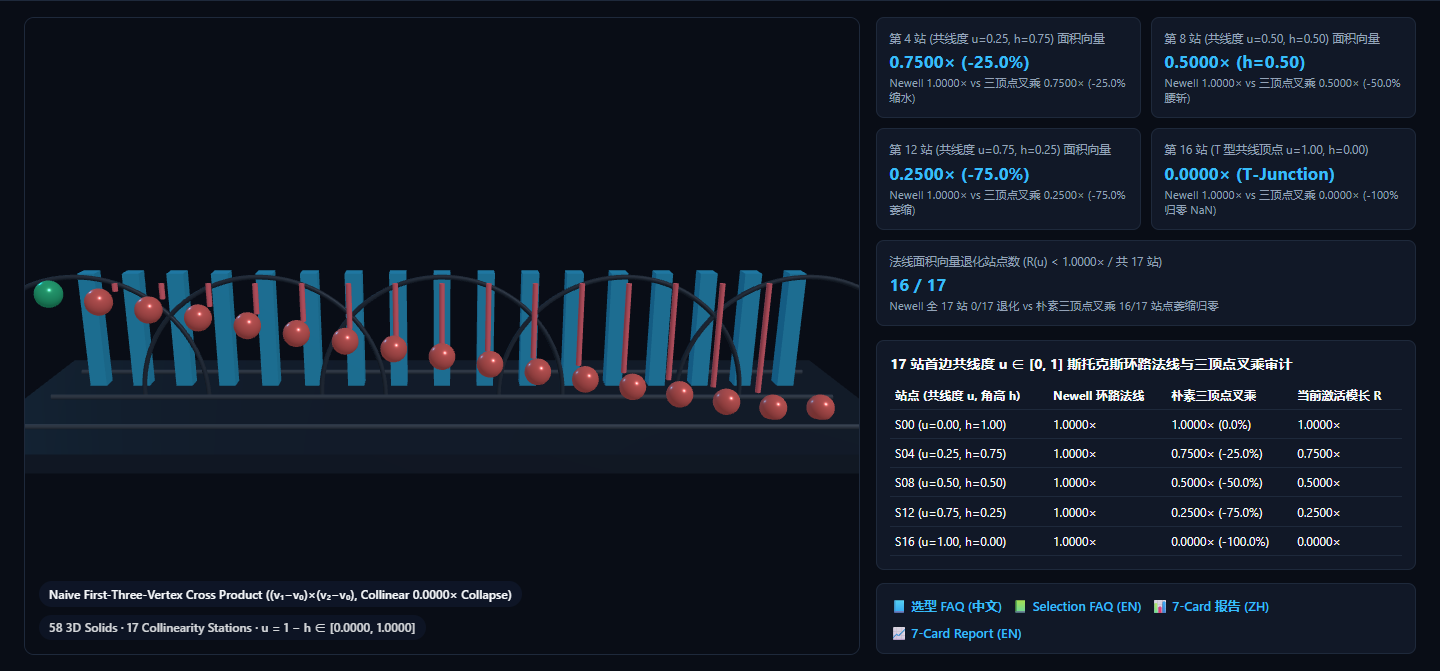 Naive First-Three-Vertex Cross Product ((v₁−v₀)×(v₂−v₀), Collinear 0.0000× Collapse)
58 3D Solids · 17 Collinearity Stations · u = 1 − h ∈ [0.0000, 1.0000]
第 4 站 (共线度 u=0.25, h=0.75) 面积向量
0.7500× (-25.0%)
Newell 1.0000× vs 三顶点叉乘 0.7500× (-25.0%
缩水)
第 8 站 (共线度 u=0.50, h=0.50) 面积向量
0.5000× (h=0.50)
Newell 1.0000× vs 三顶点叉乘 0.5000× (-50.0%
腰斩)
第 12 站 (共线度 u=0.75, h=0.25) 面积向量
0.2500× (-75.0%)
Newell 1.0000× vs 三顶点叉乘 0.2500× (-75.0%
萎缩)
第 16 站 (T 型共线顶点 u=1.00, h=0.00)
0.0000× (T-Junction)
Newell 1.0000× vs 三顶点叉乘 0.0000× (-100%
归零 NaN)
法线面积向量退化站点数 (R(u) < 1.0000× / 共 17 站)
16 / 17
Newell 全 17 站 0/17 退化 vs 朴素三顶点叉乘 16/17 站点萎缩归零
17 站首边共线度 u ∈ [0, 1] 斯托克斯环路法线与三顶点叉乘审计
站点 (共线度 u, 角高 h) Newell 环路法线 朴素三顶点叉乘 当前激活模长 R
S00 (u=0.00, h=1.00) 1.0000× 1.0000× (0.0%) 1.0000×
S04 (u=0.25, h=0.75) 1.0000× 0.7500× (-25.0%) 0.7500×
S08 (u=0.50, h=0.50) 1.0000× 0.5000× (-50.0%) 0.5000×
S12 (u=0.75, h=0.25) 1.0000× 0.2500× (-75.0%) 0.2500×
S16 (u=1.00, h=0.00) 1.0000× 0.0000× (-100.0%) 0.0000×
选型 FAQ (中文) Selection FAQ (EN) 7-Card 报告 (ZH)
7-Card Report (EN)